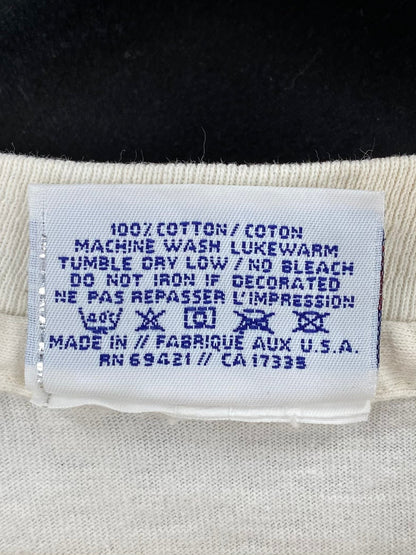 100% COTTON / COTON
MACHINE WASH LUKEWARM
TUMBLE DRY LOW / NO BLEACH
DO NOT IRON IF DECORATED
NE PAS REPASSER L'IMPRESSION
40°C
MADE IN // FABRIQUE AUX U.S.A.
RN 69421 // CA 17335